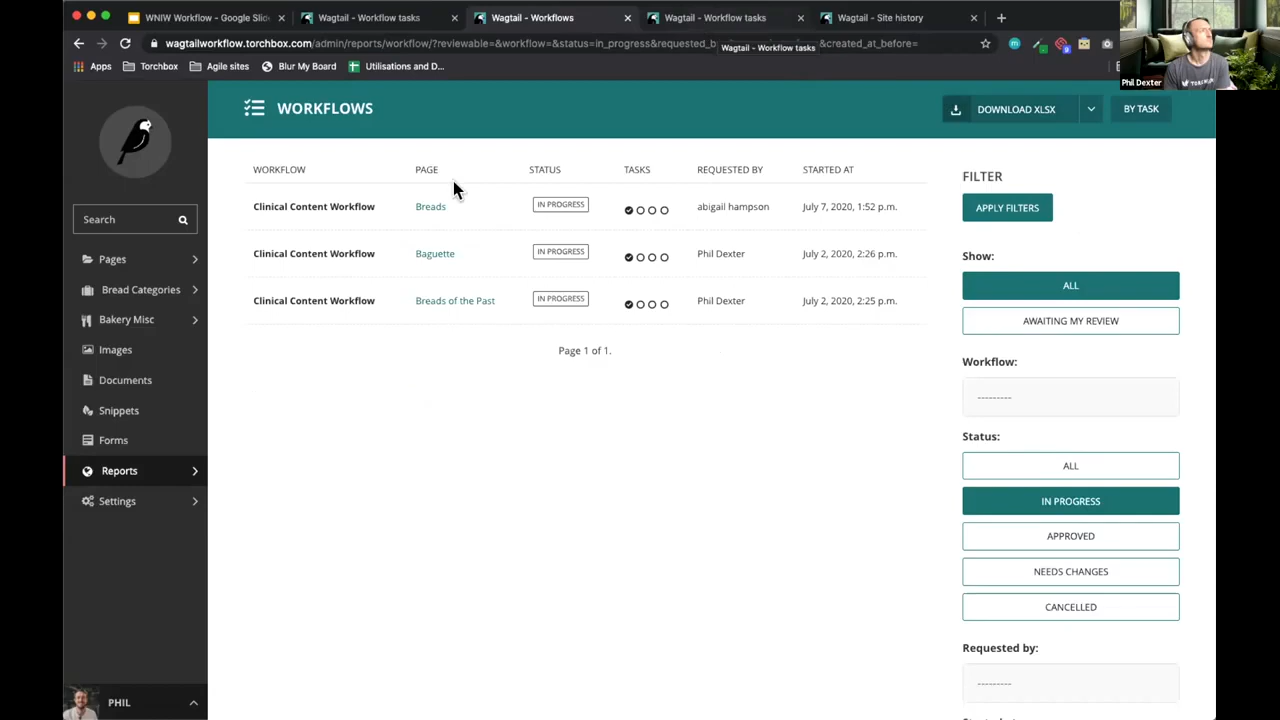 WNIW Workflow - Google Slid
Wagtail - Workflow tasks
Wagtail - Workflows
Wagtail - Workflow tasks
Wagtail - Site history
wagtailworkflow.torchbox.com/admin/reports/workflow/?reviewable=&workflow=&status=in_progress&requested_b
&created_at_before=
Wagtail - Workflow tasks
Apps
Torchbox
Agile sites
Blur My Board
Utilisations and D...
Phil Dexter
WORKFLOWS
DOWNLOAD XLSX
BY TASK
Search
Pages
Bread Categories
Bakery Misc
Images
Documents
Snippets
Forms
Reports
Settings
PHIL
WORKFLOW PAGE STATUS TASKS REQUESTED BY STARTED AT
Clinical Content Workflow Breads IN PROGRESS abigail hampson July 7, 2020, 1:52 p.m.
Clinical Content Workflow Baguette IN PROGRESS Phil Dexter July 2, 2020, 2:26 p.m.
Clinical Content Workflow Breads of the Past IN PROGRESS Phil Dexter July 2, 2020, 2:25 p.m.
Page 1 of 1.
FILTER
APPLY FILTERS
Show:
ALL
AWAITING MY REVIEW
Workflow:
---------
Status:
ALL
IN PROGRESS
APPROVED
NEEDS CHANGES
CANCELLED
Requested by:
---------